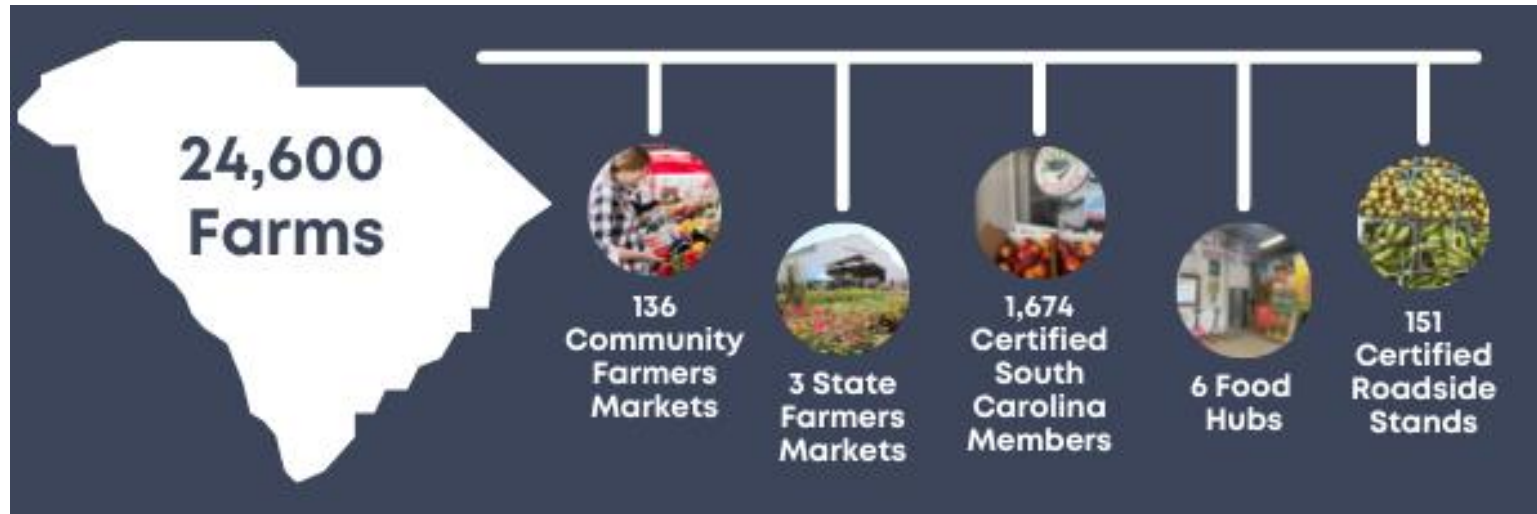 24,600
Farms
136
Community
Farmers
Markets
3 State
Farmers
Markets
1,674
Certified
South
Carolina
Members
6 Food
Hubs
151
Certified
Roadside
Stands